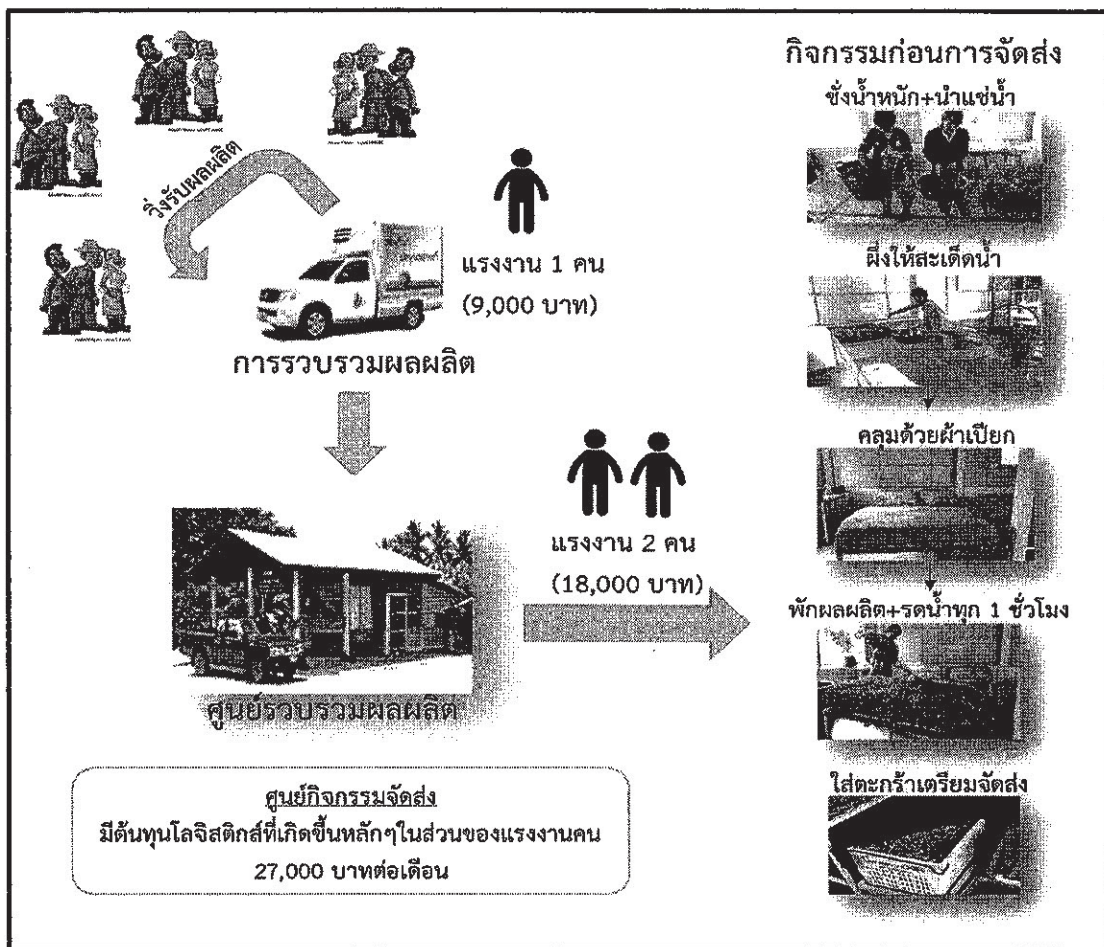 วิ่งรับผลผลิต
แรงงาน 1 คน
(9,000 บาท)
การรวบรวมผลผลิต
แรงงาน 2 คน
(18,000 บาท)
ศูนย์รวบรวมผลผลิต
ศูนย์กิจกรรมจัดส่ง
มีต้นทุนโลจิสติกส์ที่เกิดขึ้นหลักๆในส่วนของแรงงานคน
27,000 บาทต่อเดือน
กิจกรรมก่อนการจัดส่ง
ชั่งน้ำหนัก+นำแช่น้ำ
ผึ่งให้สะเด็ดน้ำ
คลุมด้วยผ้าเปียก
พักผลผลิต+รดน้ำทุก 1 ชั่วโมง
ใส่ตะกร้าเตรียมจัดส่ง